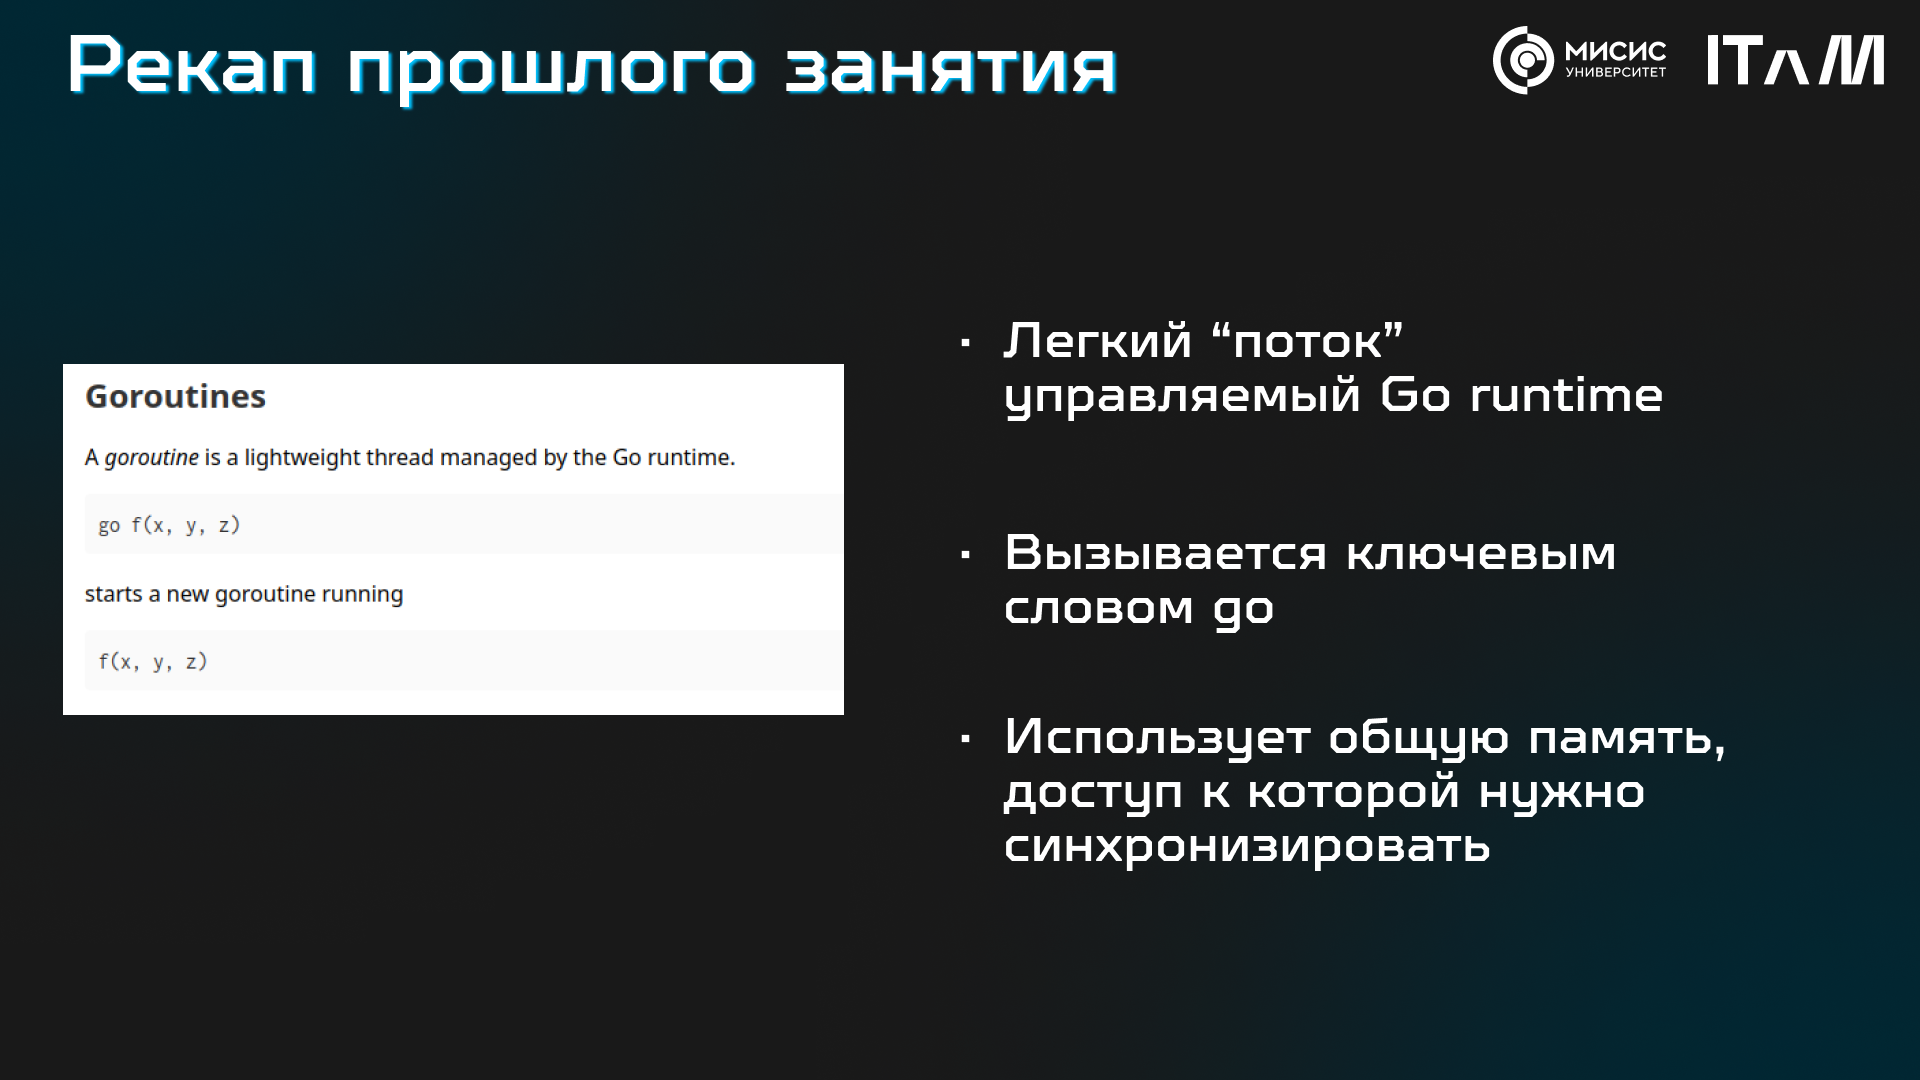 Рекап прошлого занятия
МИСИС
УНИВЕРСИТЕТ
ITAM
Goroutines
A goroutine is a lightweight thread managed by the Go runtime.
go f(x, y, z)
starts a new goroutine running
f(x, y, z)
· Легкий “поток”
управляемый Go runtime
· Вызывается ключевым
словом go
· Использует общую память,
доступ к которой нужно
синхронизировать